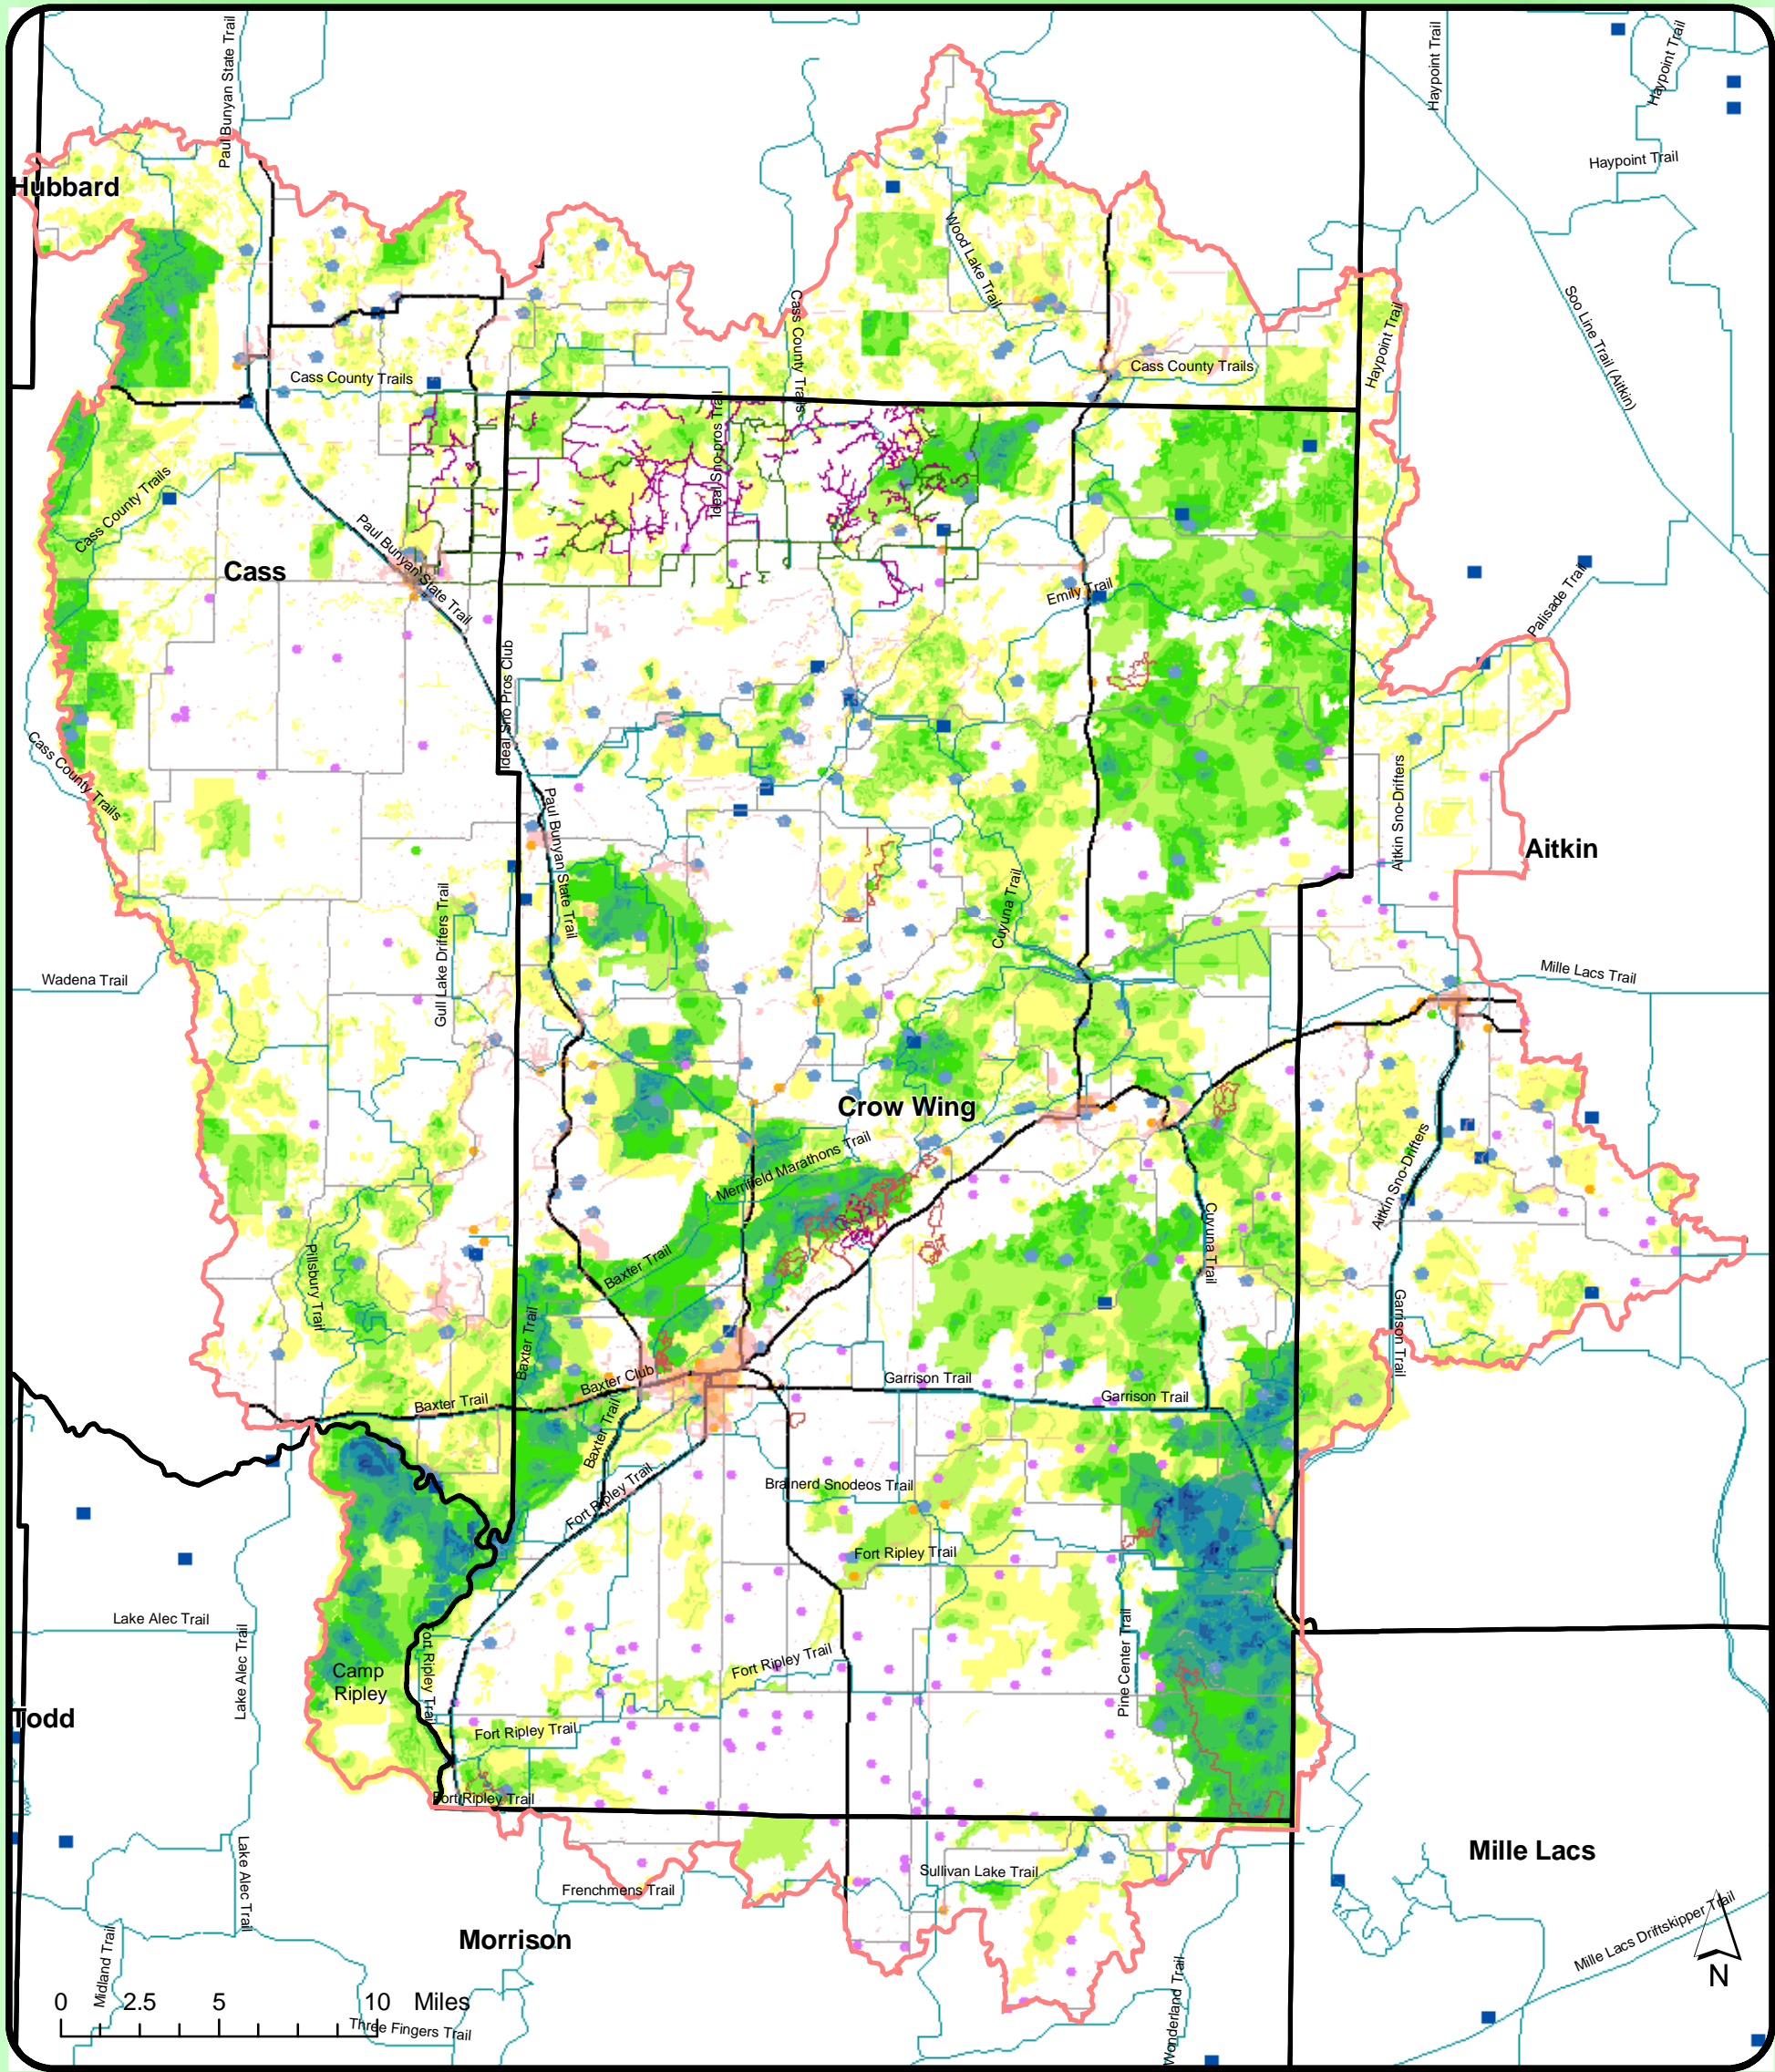 Paul Bunyan State Trail
Haypoint Trail
Haypoint Trail
Haypoint Trail
Hubbard
Wood Lake Trail
Cass County Trails
Haypoint Trail
Soo Line Trail (Aitkin)
Cass County Trails
Cass County Trails
Ideal Sno-pros Trail
Cass County Trails
Paul Bunyan State Trail
Cass
Emily Trail
Palisade Trail
Ideal Sno Pros Club
Cass County Trails
Paul Bunyan State Trail
Aitkin Sno-Drifters
Aitkin
Gull Lake Drifters Trail
Cuyuna Trail
Wadena Trail
Mille Lacs Trail
Crow Wing
Merrifield Marathons Trail
Aitkin Sno-Drifters
Cuyuna Trail
Pillsbury Trail
Baxter Trail
Baxter Trail
Garrison Trail
Baxter Club
Garrison Trail
Garrison Trail
Baxter Trail
Baxter Trail
Fort Ripley Trail
Brainerd Snodeos Trail
Fort Ripley Trail
Lake Alec Trail
Lake Alec Trail
Fort Ripley Trail
Pine Center Trail
Camp
Ripley
Fort Ripley Trail
Todd
Fort Ripley Trail
Fort Ripley Trail
Mille Lacs
Lake Alec Trail
Sullivan Lake Trail
Frenchmens Trail
Morrison
Mille Lacs Driftskipper Trail
Midland Trail
Wonderland Trail
N
0 2.5 5 10 Miles
Three Fingers Trail